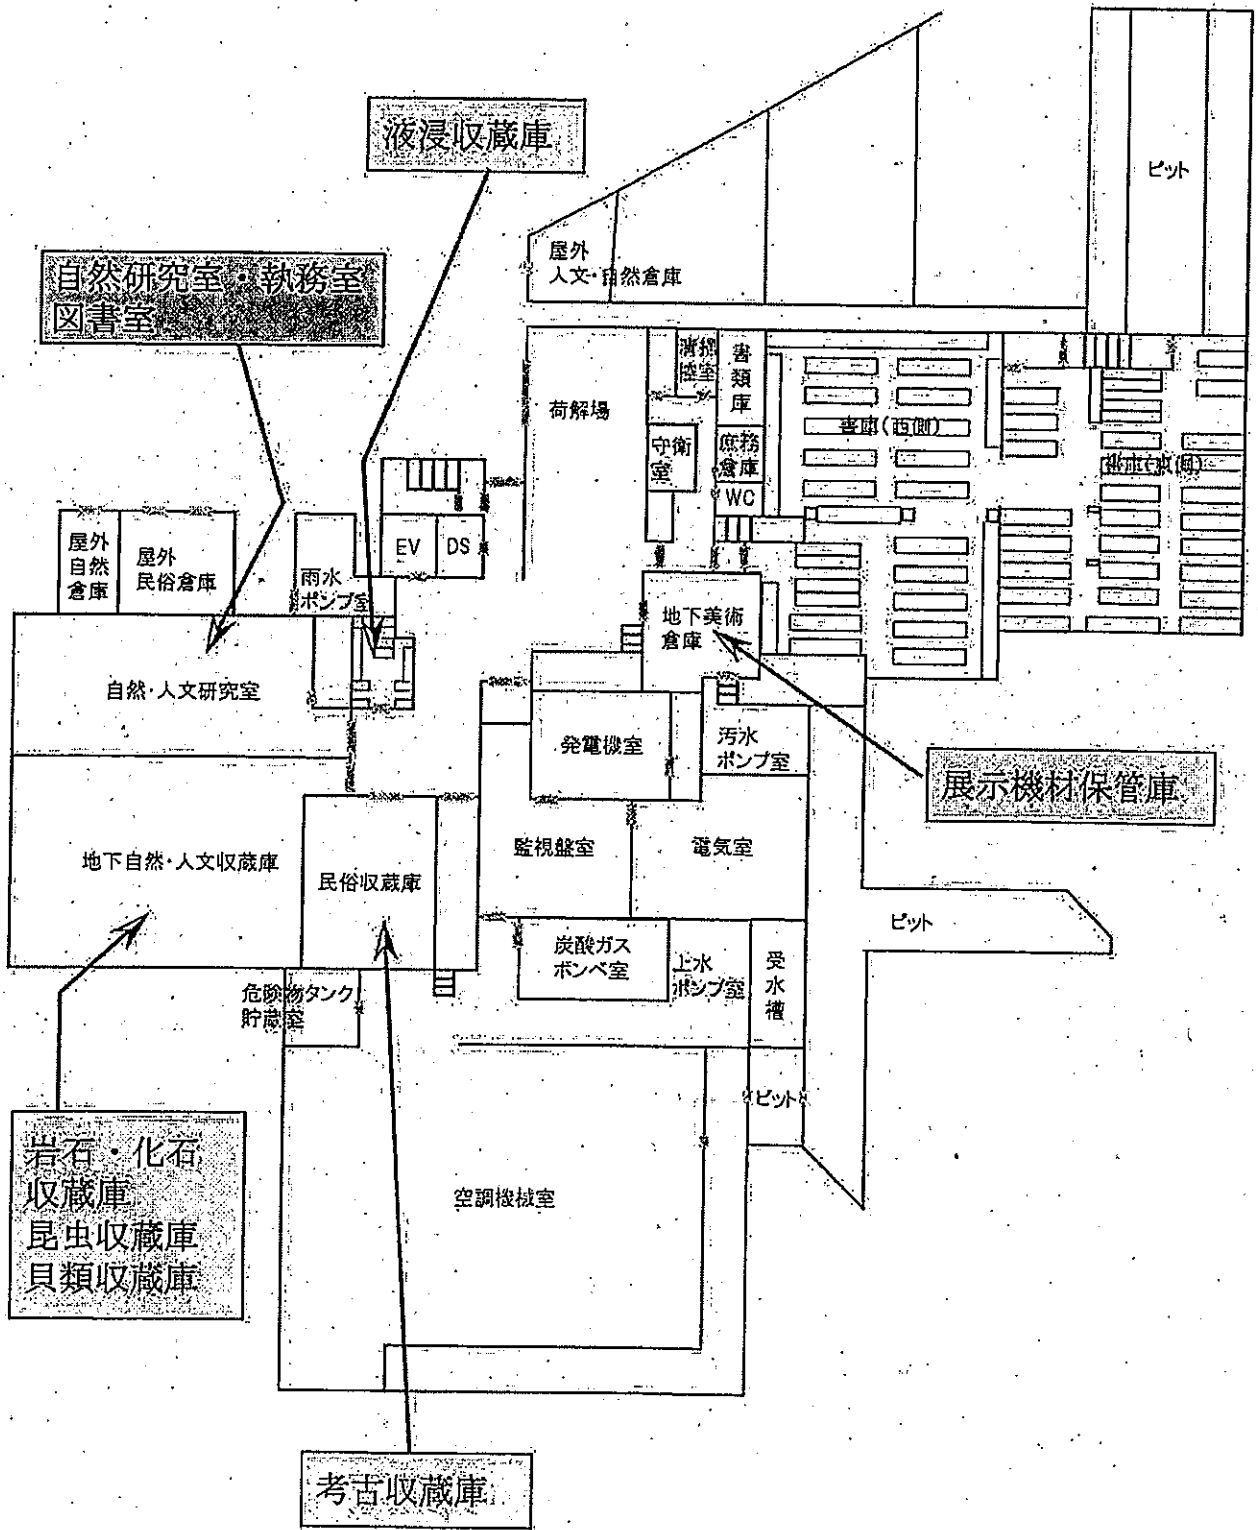 液浸収蔵庫
ピット
自然研究室・執務室
図書室
屋外
人文・自然倉庫
荷解場
清掃
控室
書
類
庫
書庫(西側)
守衛
室
庶務
倉庫
WC
屋外
自然
倉庫
屋外
民俗倉庫
EV
DS
雨水
ポンプ室
地下美術
倉庫
自然・人文研究室
発電機室
汚水
ポンプ室
展示機材保管庫
地下自然・人文収蔵庫
民俗収蔵庫
監視盤室
電気室
ピット
炭酸ガス
ボンベ室
上水
ポンプ室
受
水
槽
危険物タンク
貯蔵室
ピット
岩石・化石
収蔵庫
昆虫収蔵庫
貝類収蔵庫
空調機械室
考古収蔵庫